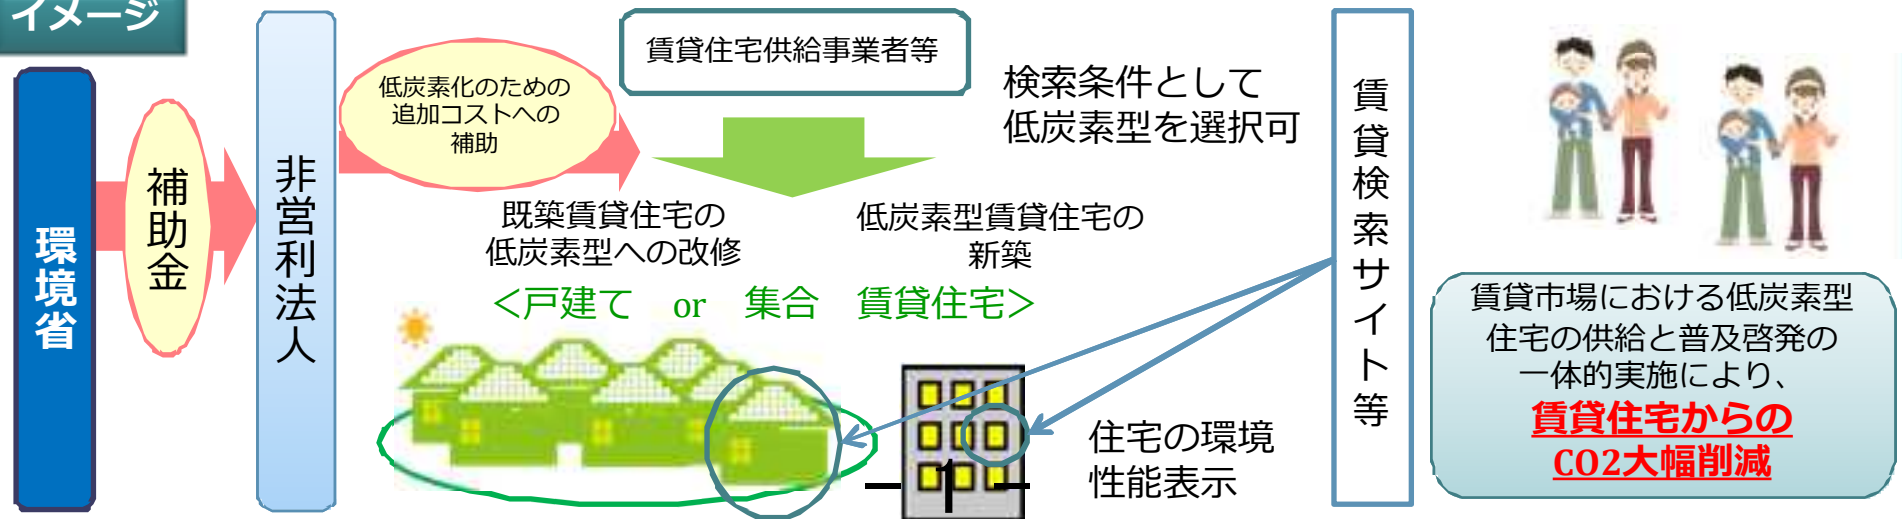 イメージ
環境省
補助金
非営利法人
低炭素化のための
追加コストへの
補助
賃貸住宅供給事業者等
検索条件として
低炭素型を選択可
既築賃貸住宅の
低炭素型への改修
低炭素型賃貸住宅の
新築
＜戸建て　or　集合　賃貸住宅＞
住宅の環境
性能表示
1
賃貸検索サイト等
賃貸市場における低炭素型
住宅の供給と普及啓発の
一体的実施により、
賃貸住宅からの
CO2大幅削減